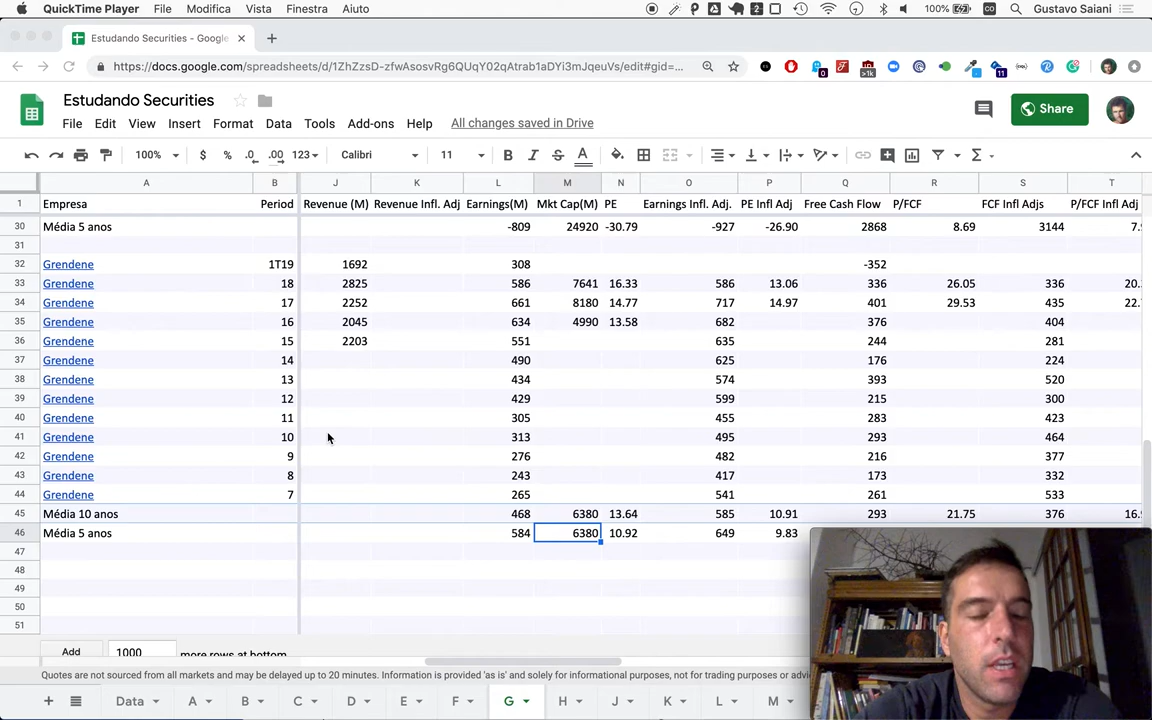 QuickTime Player File Modifica Vista Finestra Aiuto 2 100% Gustavo Saiani
Estudando Securities - Google
https://docs.google.com/spreadsheets/d/1ZhZzsD-zfwAsosvRg6QUqY02qAtrab1aDYi3mJqeuVs/edit#gid=... 0 >1k 11
Estudando Securities
File Edit View Insert Format Data Tools Add-ons Help All changes saved in Drive Share
100% $ % .0 .00 123 Calibri 11 B I S A
A B J K L M N O P Q R S T
1 Empresa Period Revenue (M) Revenue Infl. Adj Earnings(M) Mkt Cap(M) PE Earnings Infl. Adj. PE Infl Adj Free Cash Flow P/FCF FCF Infl Adjs P/FCF Infl Adj
30 Média 5 anos -809 24920 -30.79 -927 -26.90 2868 8.69 3144 7.
31
32 Grendene 1T19 1692 308 -352
33 Grendene 18 2825 586 7641 16.33 586 13.06 336 26.05 336 20.
34 Grendene 17 2252 661 8180 14.77 717 14.97 401 29.53 435 22.
35 Grendene 16 2045 634 4990 13.58 682 376 404
36 Grendene 15 2203 551 635 244 281
37 Grendene 14 490 625 176 224
38 Grendene 13 434 574 393 520
39 Grendene 12 429 599 215 300
40 Grendene 11 305 455 283 423
41 Grendene 10 313 495 293 464
42 Grendene 9 276 482 216 377
43 Grendene 8 243 417 173 332
44 Grendene 7 265 541 261 533
45 Média 10 anos 468 6380 13.64 585 10.91 293 21.75 376 16.
46 Média 5 anos 584 6380 10.92 649 9.83
47
48
49
50
51
Add 1000 more rows at bottom
Quotes are not sourced from all markets and may be delayed up to 20 minutes. Information is provided 'as is' and solely for informational purposes, not for trading purposes or
+ Data A B C D E F G H J K L M